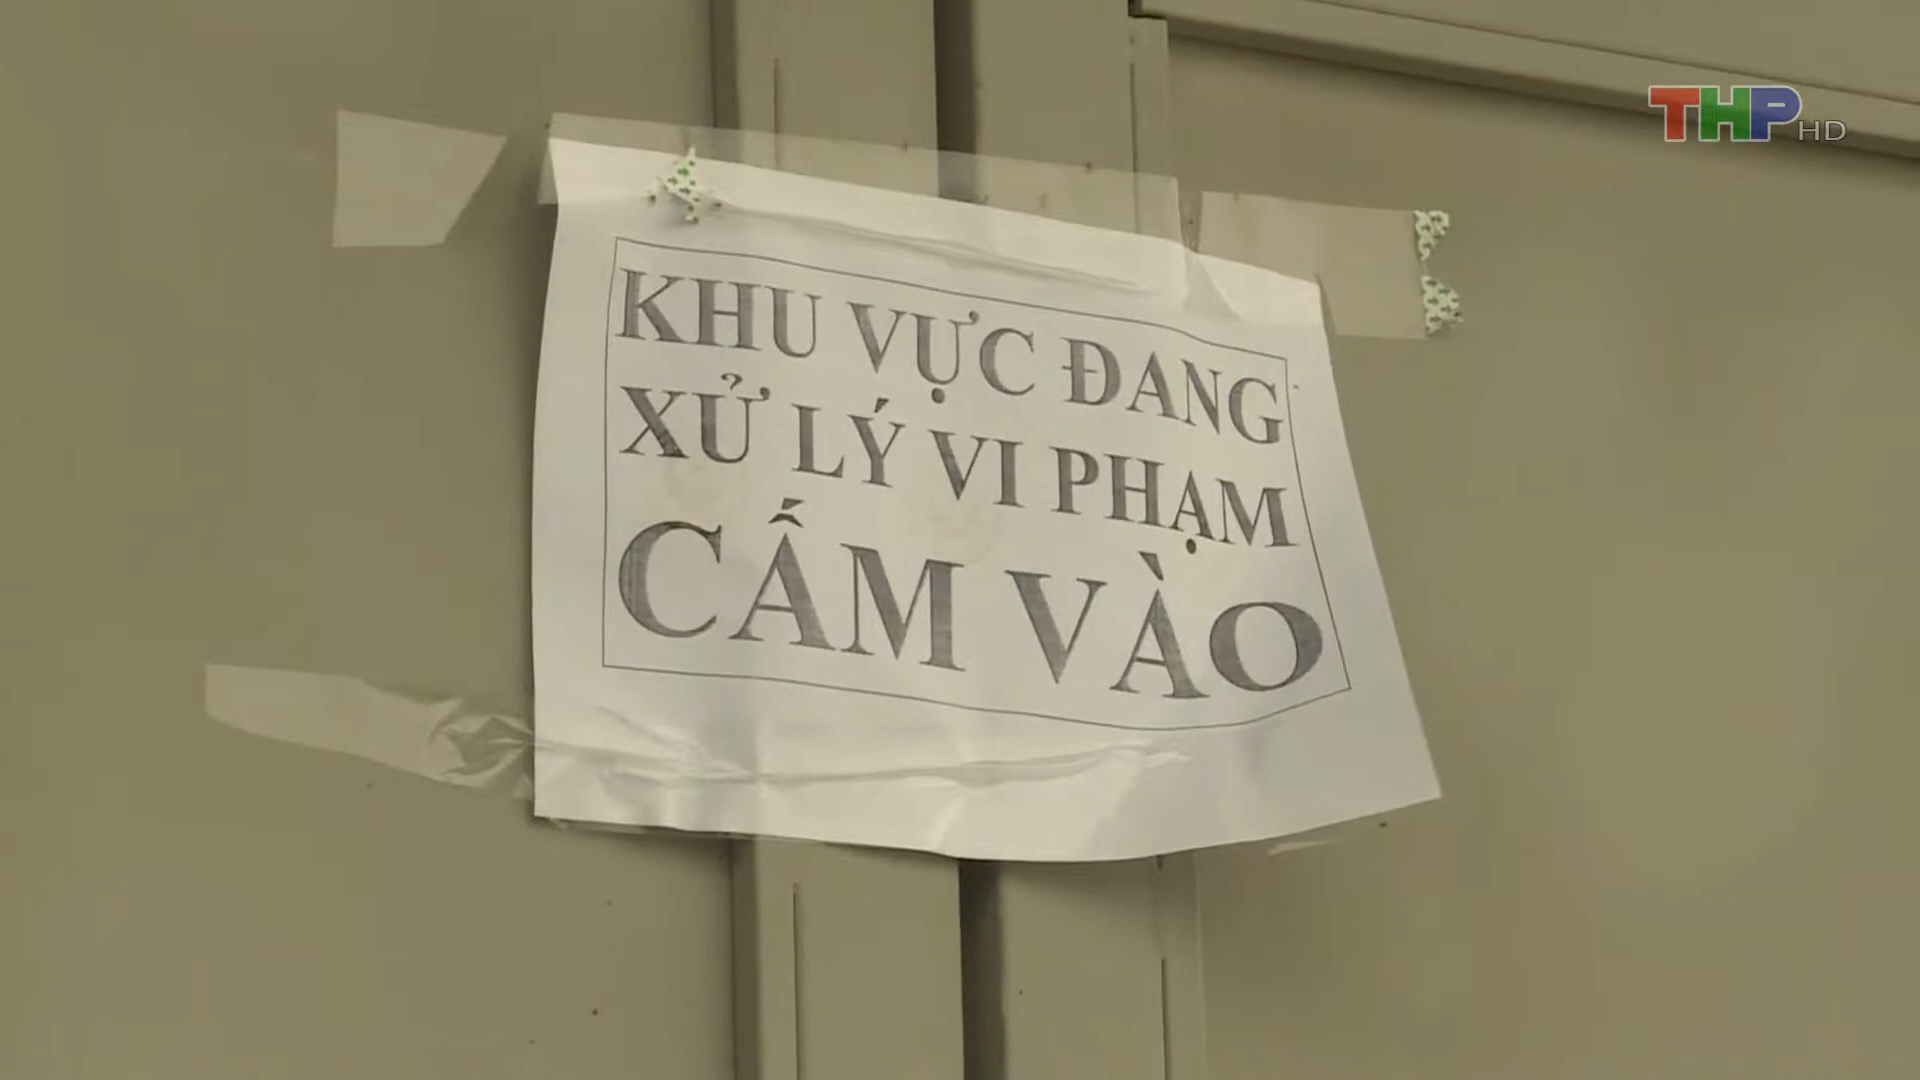 THP HD
KHU VỰC ĐANG
XỬ LÝ VI PHẠM
CẤM VÀO